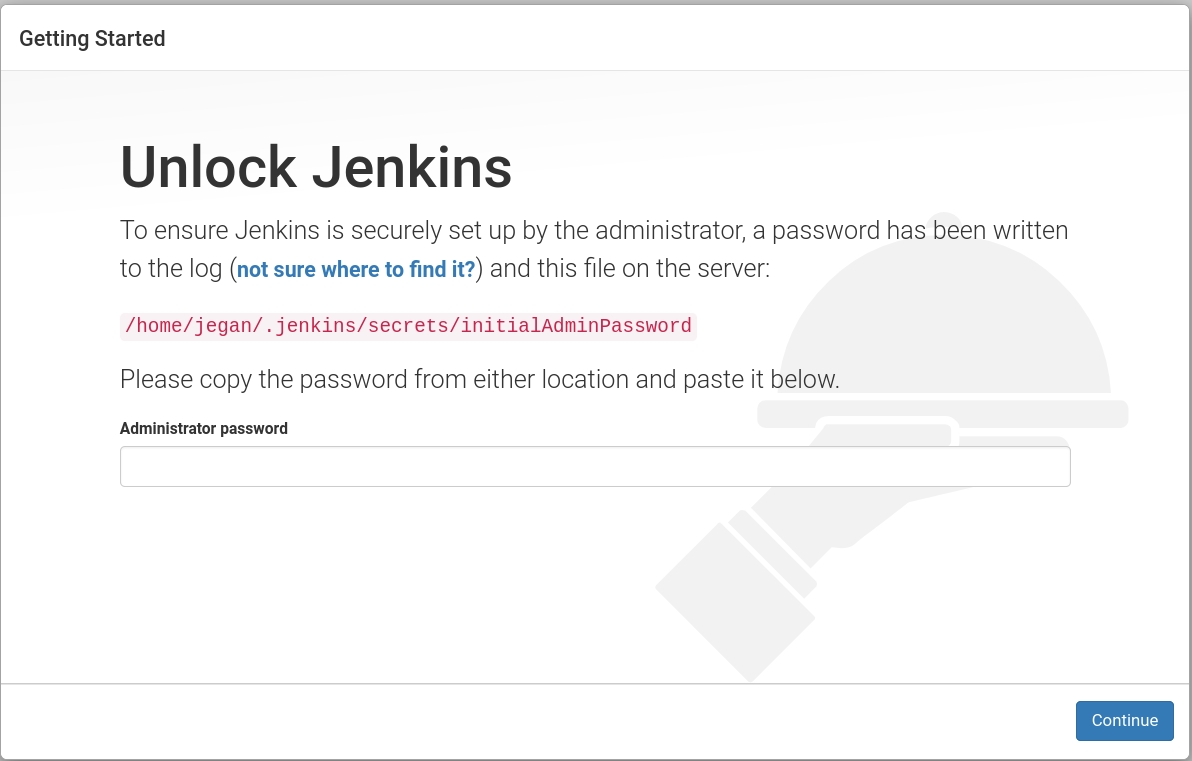 Getting Started
Unlock Jenkins
To ensure Jenkins is securely set up by the administrator, a password has been written
to the log (not sure where to find it?) and this file on the server:
/home/jegan/.jenkins/secrets/initialAdminPassword
Please copy the password from either location and paste it below.
Administrator password
Continue